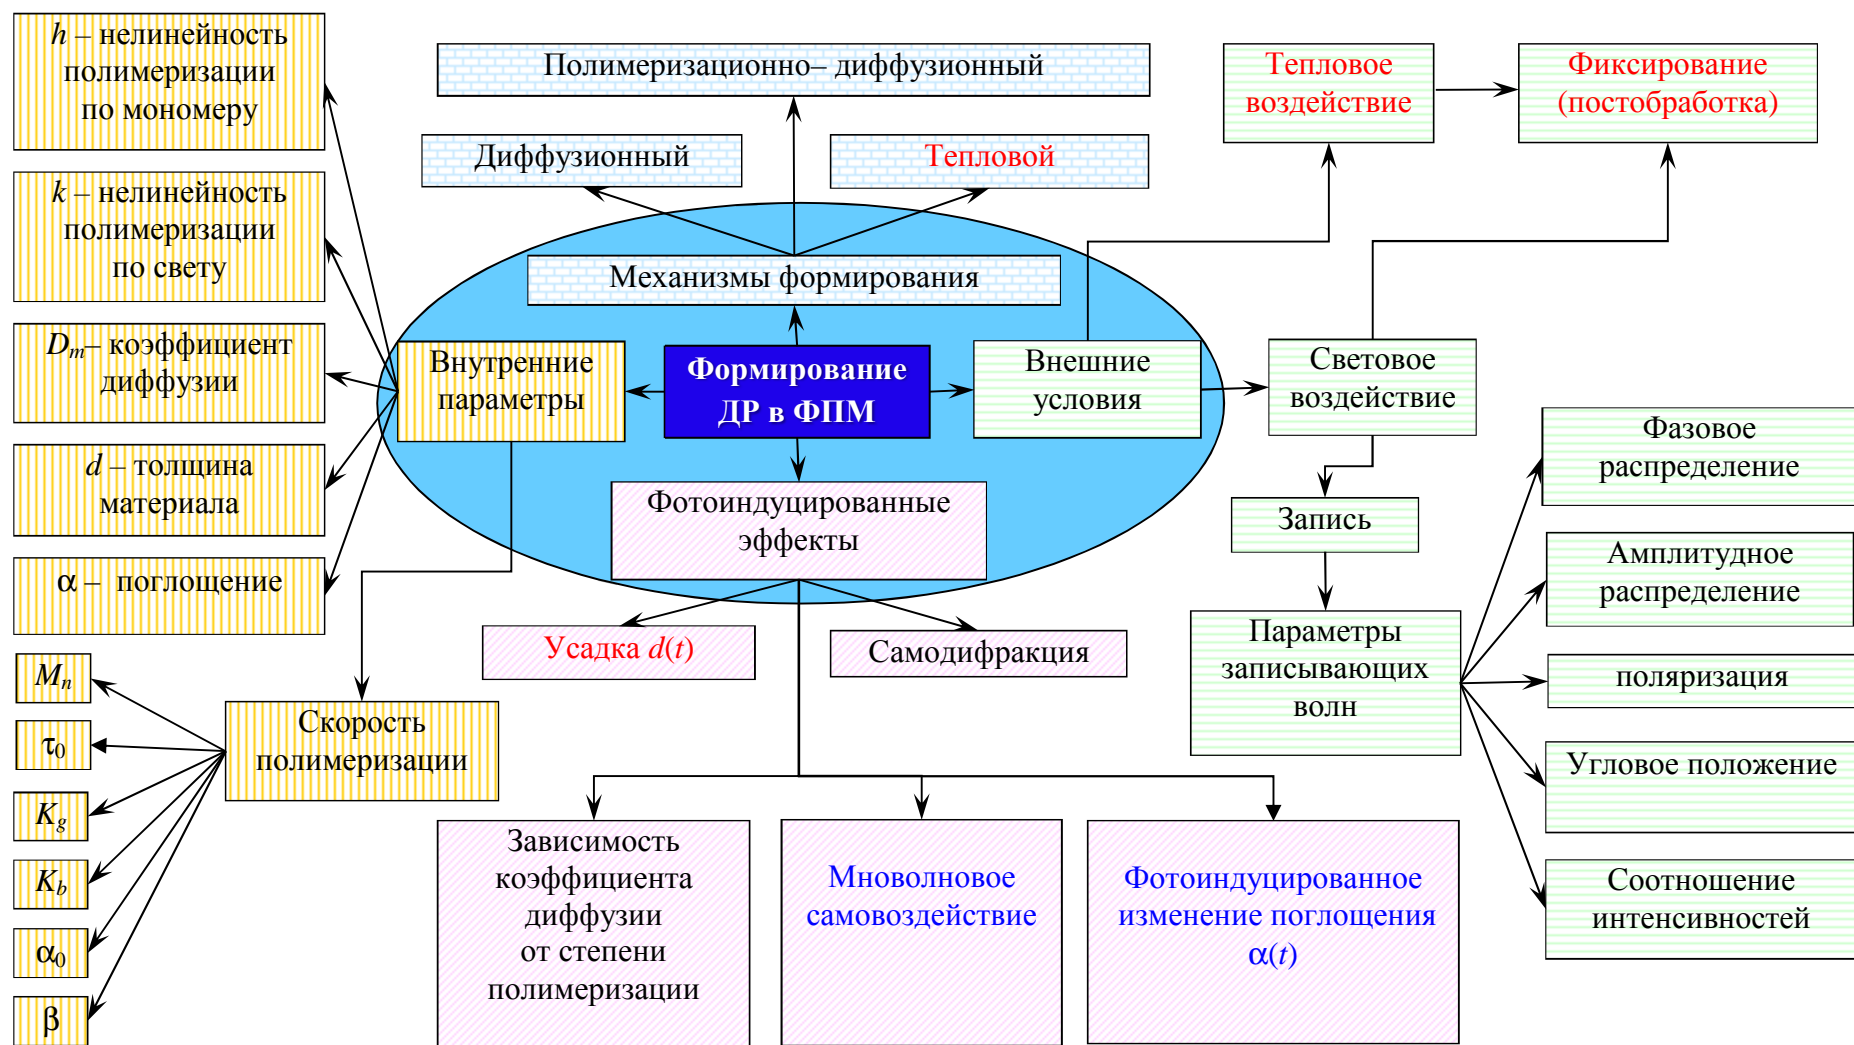 h – нелинейность
полимеризации
по мономеру
k – нелинейность
полимеризации
по свету
Dₘ– коэффициент
диффузии
d – толщина
материала
α – поглощение
Mₙ
τ₀
K_g
K_b
α₀
β
Скорость
полимеризации
Внутренние
параметры
Полимеризационно– диффузионный
Диффузионный
Тепловой
Механизмы формирования
Формирование
ДР в ФПМ
Внешние
условия
Фотоиндуцированные
эффекты
Усадка d(t)
Самодифракция
Зависимость
коэффициента
диффузии
от степени
полимеризации
Мноволновое
самовоздействие
Фотоиндуцированное
изменение поглощения
α(t)
Тепловое
воздействие
Фиксирование
(постобработка)
Световое
воздействие
Запись
Параметры
записывающих
волн
Фазовое
распределение
Амплитудное
распределение
поляризация
Угловое положение
Соотношение
интенсивностей